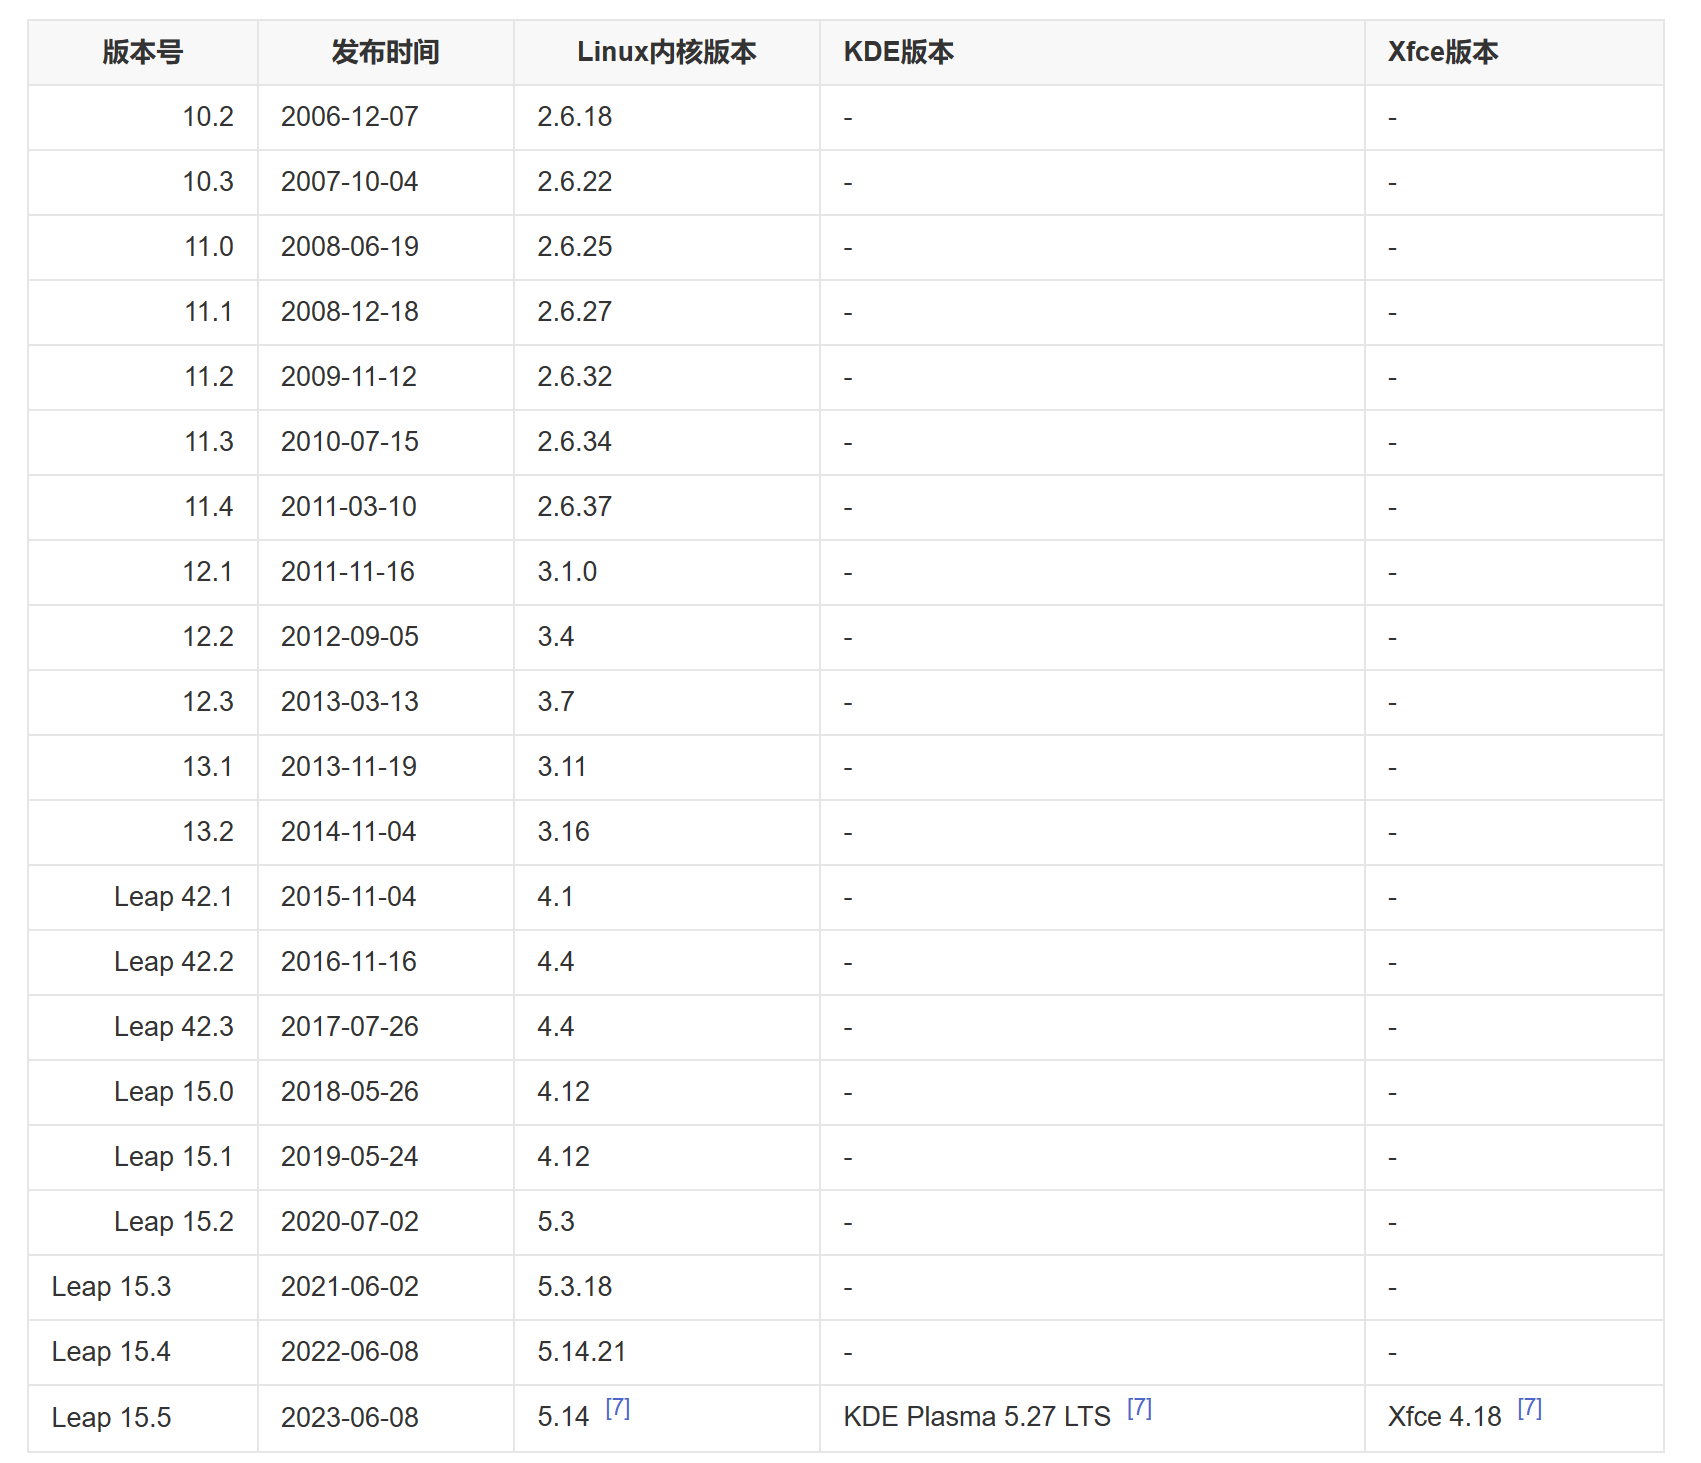 版本号 发布时间 Linux内核版本 KDE版本 Xfce版本
10.2 2006-12-07 2.6.18 - -
10.3 2007-10-04 2.6.22 - -
11.0 2008-06-19 2.6.25 - -
11.1 2008-12-18 2.6.27 - -
11.2 2009-11-12 2.6.32 - -
11.3 2010-07-15 2.6.34 - -
11.4 2011-03-10 2.6.37 - -
12.1 2011-11-16 3.1.0 - -
12.2 2012-09-05 3.4 - -
12.3 2013-03-13 3.7 - -
13.1 2013-11-19 3.11 - -
13.2 2014-11-04 3.16 - -
Leap 42.1 2015-11-04 4.1 - -
Leap 42.2 2016-11-16 4.4 - -
Leap 42.3 2017-07-26 4.4 - -
Leap 15.0 2018-05-26 4.12 - -
Leap 15.1 2019-05-24 4.12 - -
Leap 15.2 2020-07-02 5.3 - -
Leap 15.3 2021-06-02 5.3.18 - -
Leap 15.4 2022-06-08 5.14.21 - -
Leap 15.5 2023-06-08 5.14 [7] KDE Plasma 5.27 LTS [7] Xfce 4.18 [7]